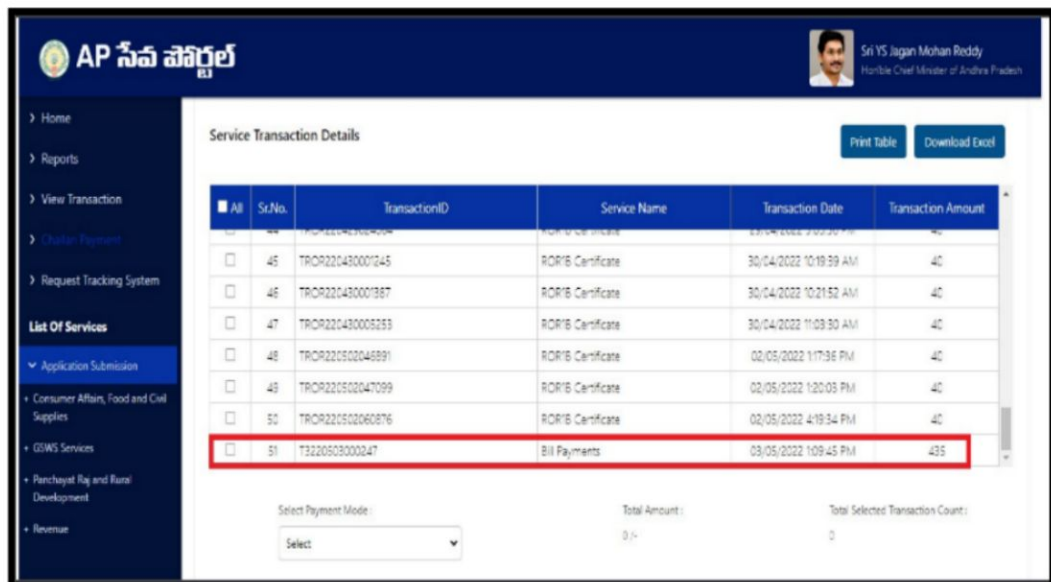 AP సేవ పోర్టల్
Sri YS Jagan Mohan Reddy
Hon'ble Chief Minister of Andhra Pradesh
> Home
> Reports
> View Transaction
> Challan Payment
> Request Tracking System
List Of Services
Application Submission
+ Consumer Affairs, Food and Civil
Supplies
+ GSWS Services
+ Panchayat Raj and Rural
Development
+ Revenue
Service Transaction Details
Print Table Download Excel
All Sr.No. TransactionID Service Name Transaction Date Transaction Amount
45 TROR220430001245 ROR1B Certificate 30/04/2022 10:19:39 AM 40
46 TROR220430001387 ROR1B Certificate 30/04/2022 10:21:52 AM 40
47 TROR220430005253 ROR1B Certificate 30/04/2022 11:03:30 AM 40
48 TROR220502046891 ROR1B Certificate 02/05/2022 1:17:36 PM 40
49 TROR220502047099 ROR1B Certificate 02/05/2022 1:20:03 PM 40
50 TROR220502060876 ROR1B Certificate 02/05/2022 4:19:34 PM 40
51 T3220503000247 Bill Payments 03/05/2022 1:09:45 PM 435
Select Payment Mode : Total Amount : Total Selected Transaction Count :
Select 0 /- 0